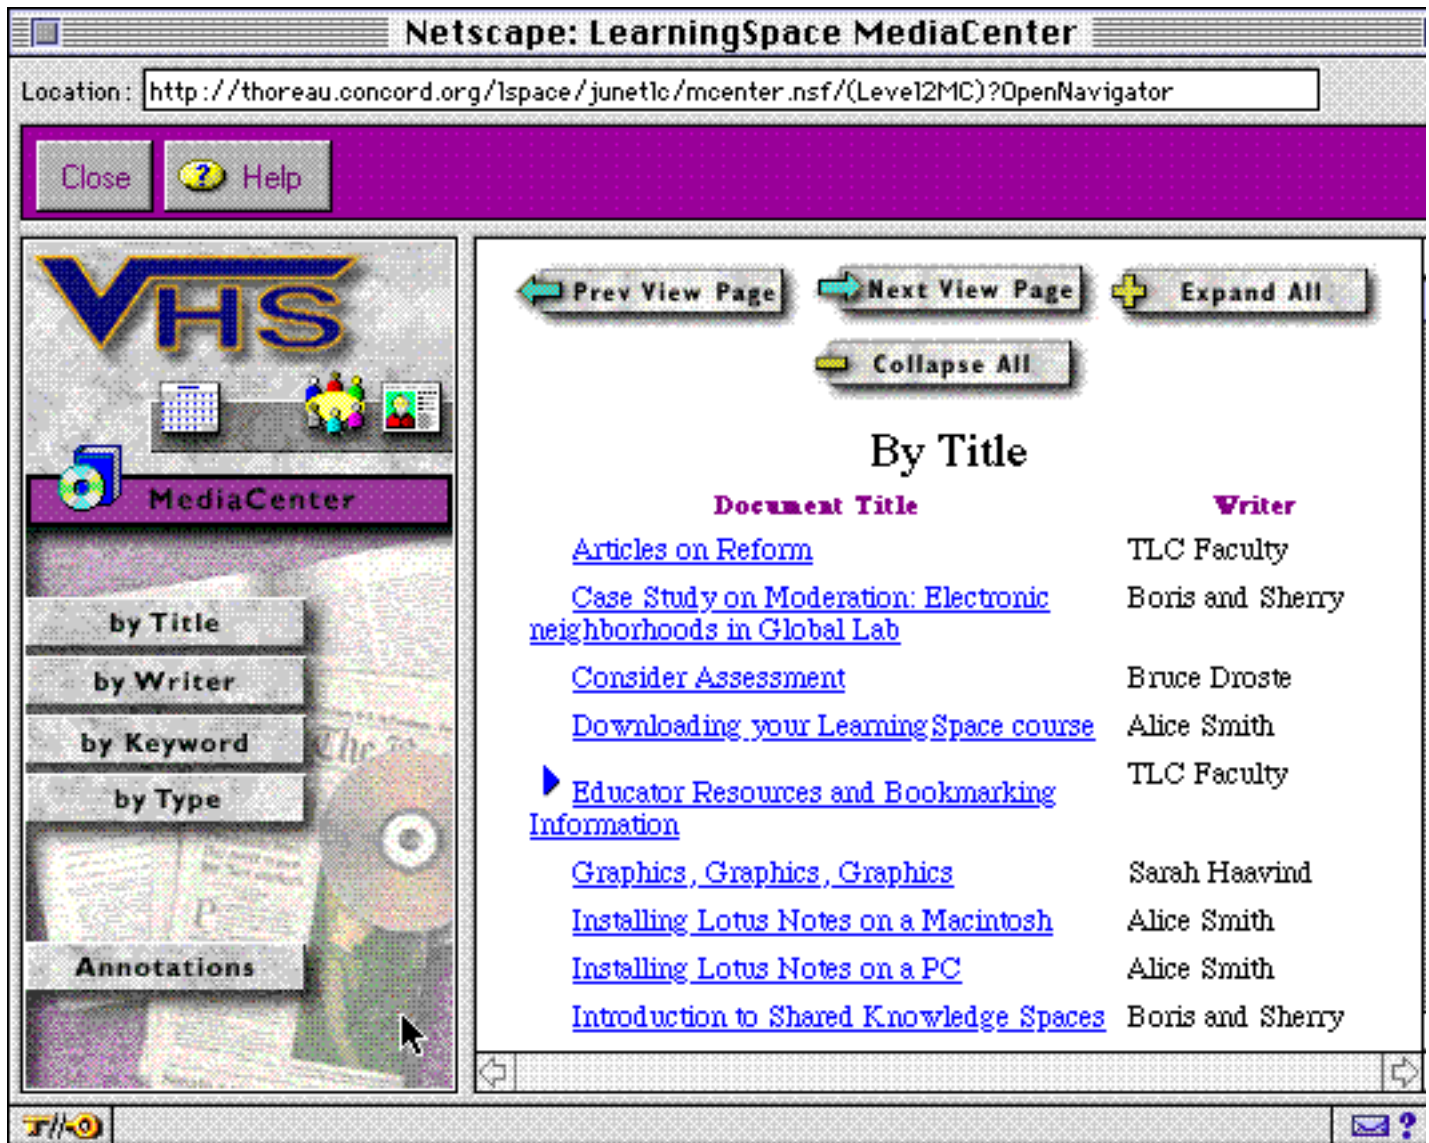 Netscape: LearningSpace MediaCenter
Location: http://thoreau.concord.org/lspace/junetlc/mcenter.nsf/(Level2MC)?OpenNavigator
Close ? Help
VHS
MediaCenter
by Title
by Writer
by Keyword
by Type
The
P
Annotations
Prev View Page Next View Page Expand All
Collapse All
By Title
Document Title Writer
Articles on Reform TLC Faculty
Case Study on Moderation: Electronic Boris and Sherry
neighborhoods in Global Lab
Consider Assessment Bruce Droste
Downloading your LearningSpace course Alice Smith
Educator Resources and Bookmarking TLC Faculty
Information
Graphics, Graphics, Graphics Sarah Haavind
Installing Lotus Notes on a Macintosh Alice Smith
Installing Lotus Notes on a PC Alice Smith
Introduction to Shared Knowledge Spaces Boris and Sherry
?